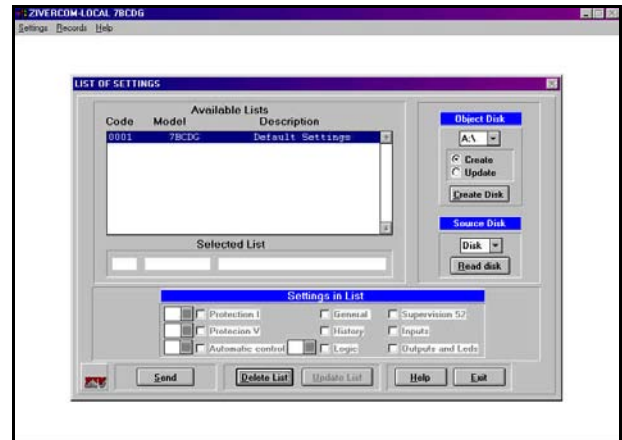 ZIVERCOM-LOCAL 7BCDG
Settings Records Help
LIST OF SETTINGS
Available Lists
Code Model Description
0001 7BCDG Default Settings
Selected List
Object Disk
A:\
Create
Update
Create Disk
Source Disk
Disk
Read disk
Settings in List
Protection I General Supervision 52
Protecion V History Inputs
Automatic control Logic Outputs and Leds
Send Delete List Update List Help Exit